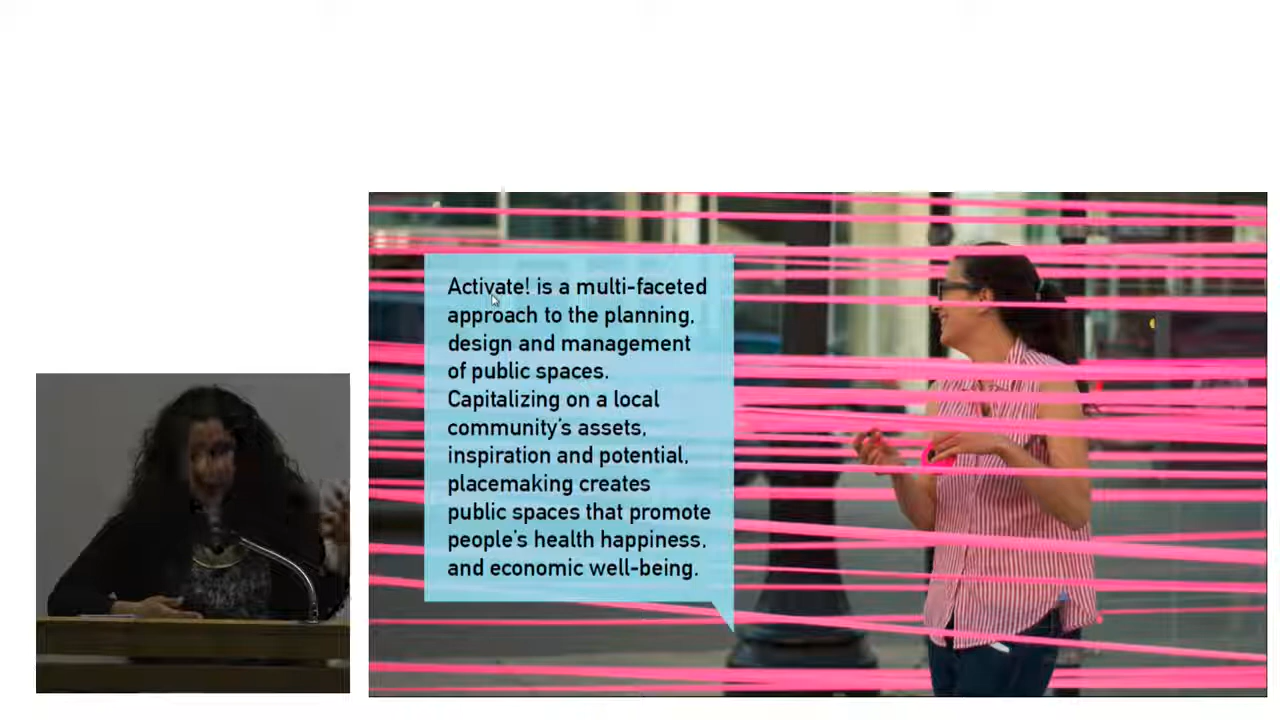 Activate! is a multi-faceted
approach to the planning,
design and management
of public spaces.
Capitalizing on a local
community's assets,
inspiration and potential,
placemaking creates
public spaces that promote
people's health happiness,
and economic well-being.